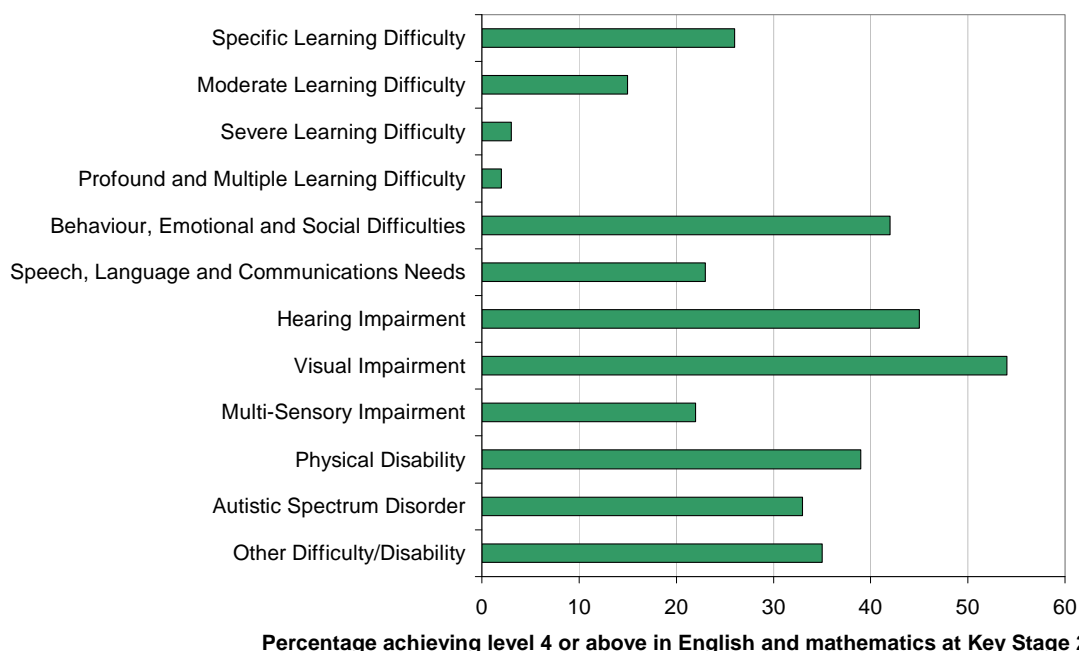 Specific Learning Difficulty
Moderate Learning Difficulty
Severe Learning Difficulty
Profound and Multiple Learning Difficulty
Behaviour, Emotional and Social Difficulties
Speech, Language and Communications Needs
Hearing Impairment
Visual Impairment
Multi-Sensory Impairment
Physical Disability
Autistic Spectrum Disorder
Other Difficulty/Disability
0 10 20 30 40 50 60
Percentage achieving level 4 or above in English and mathematics at Key Stage 2